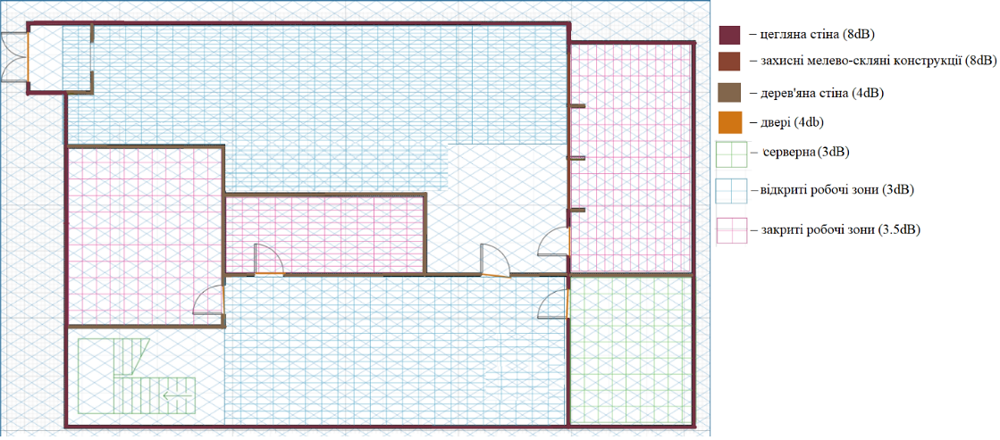 – цегляна стіна (8dB)
– захисні мелево-скляні конструкції (8dB)
– дерев'яна стіна (4dB)
– двері (4db)
– серверна (3dB)
– відкриті робочі зони (3dB)
– закриті робочі зони (3.5dB)